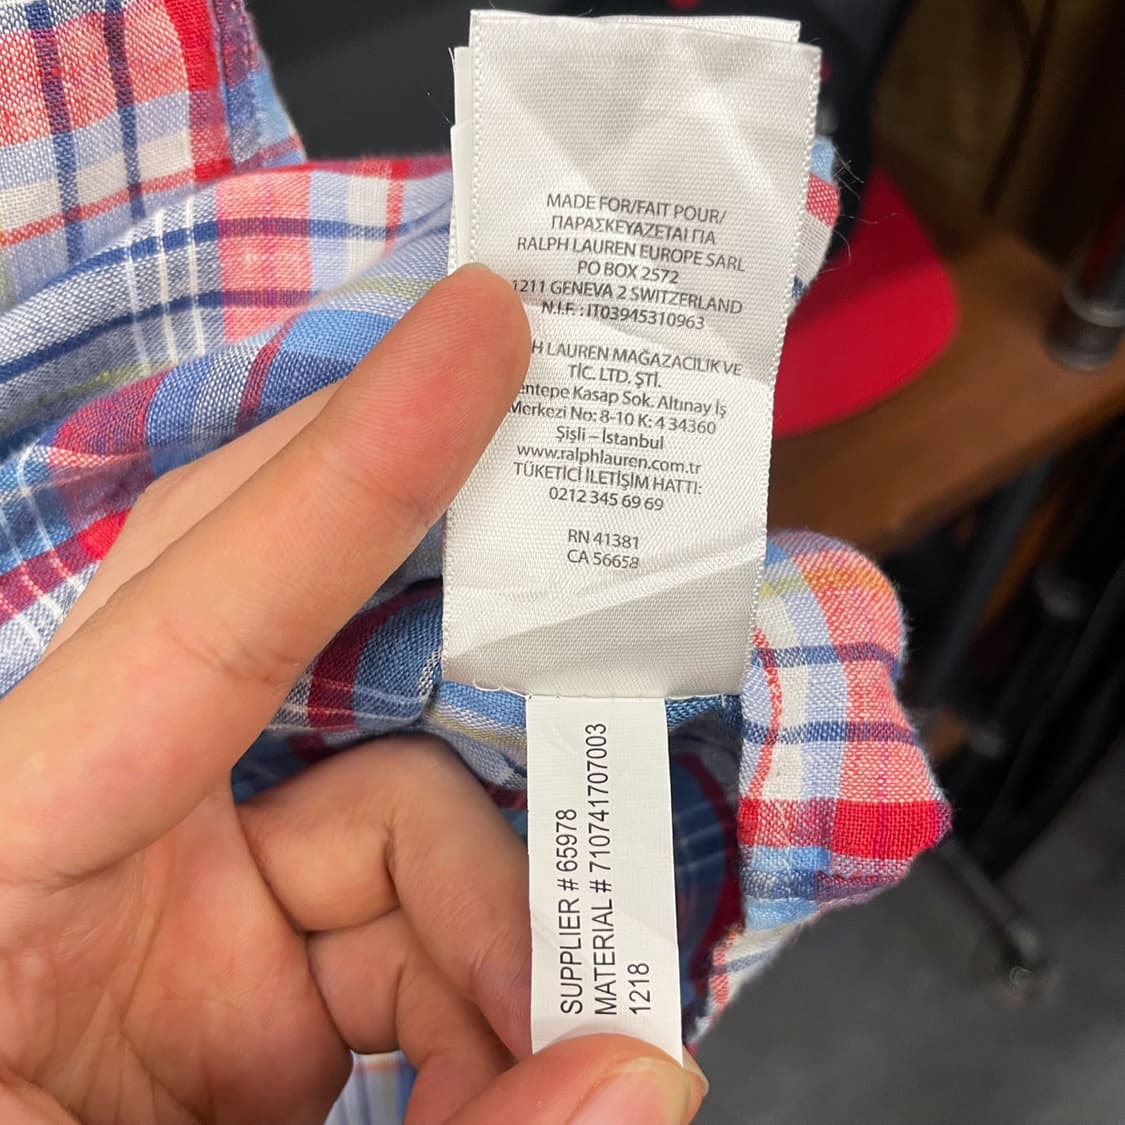 MADE FOR/FAIT POUR/
ΠΑΡΑΣΚΕΥΑΖΕΤΑΙ ΓΙΑ
RALPH LAUREN EUROPE SARL
PO BOX 2572
1211 GENEVA 2 SWITZERLAND
N.I.F. : IT03945310963
H LAUREN MAĞAZACILIK VE
TİC. LTD. ŞTİ.
entepe Kasap Sok. Altınay İş
Merkezi No: 8-10 K: 4 34360
Şişli – İstanbul
www.ralphlauren.com.tr
TÜKETİCİ İLETİŞİM HATTI:
0212 345 69 69
RN 41381
CA 56658
SUPPLIER # 65978
MATERIAL # 710741707003
1218